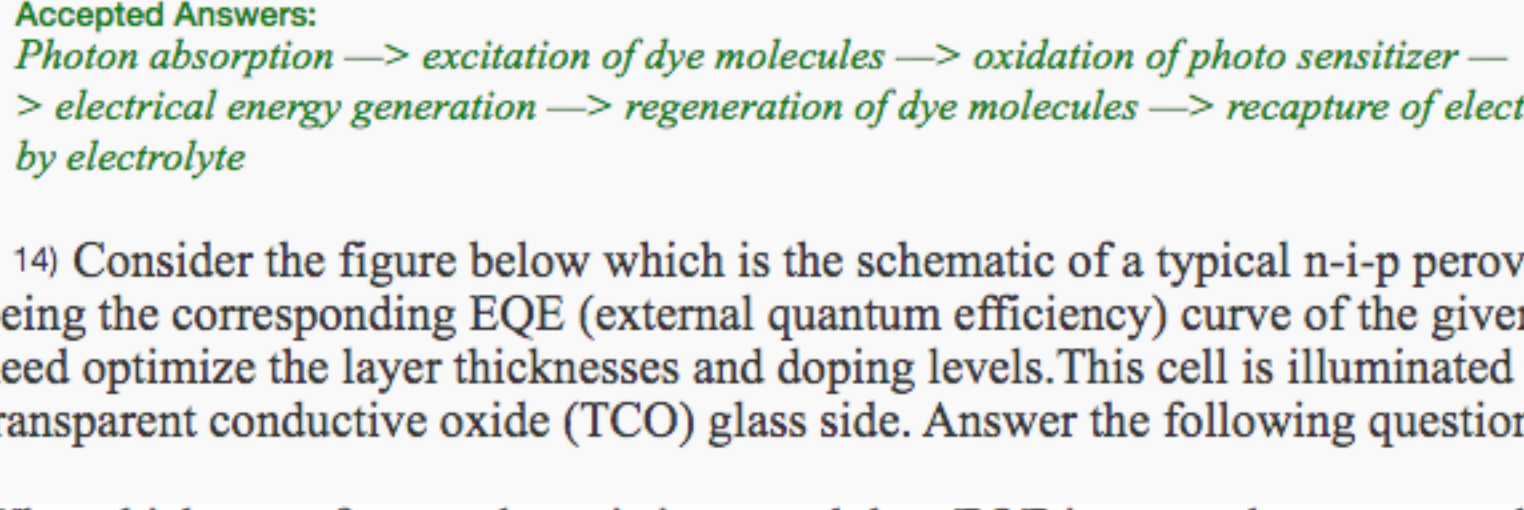 Accepted Answers:
Photon absorption —> excitation of dye molecules —> oxidation of photo sensitizer —
> electrical energy generation —> regeneration of dye molecules —> recapture of elect
by electrolyte
14) Consider the figure below which is the schematic of a typical n-i-p perov
eing the corresponding EQE (external quantum efficiency) curve of the given
eed optimize the layer thicknesses and doping levels.This cell is illuminated
ransparent conductive oxide (TCO) glass side. Answer the following question